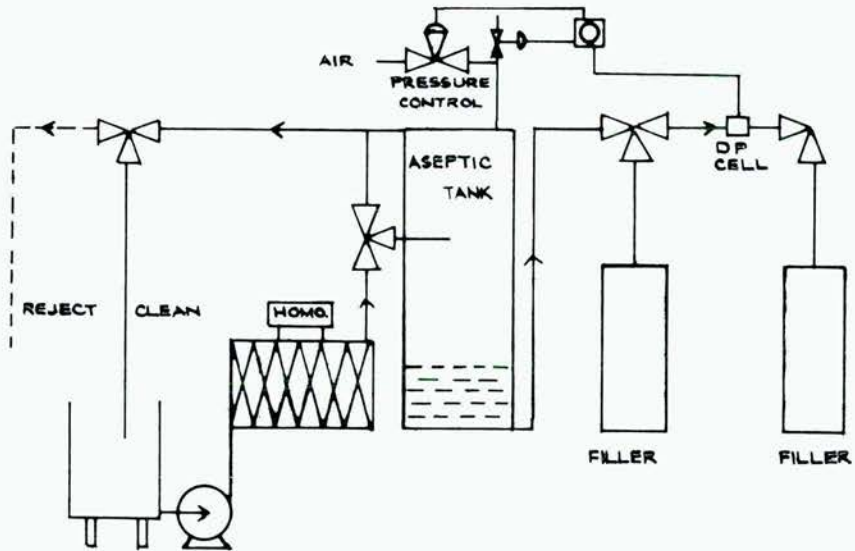 AIR
PRESSURE
CONTROL
ASEPTIC
TANK
DP
CELL
REJECT
CLEAN
HOMO.
FILLER
FILLER